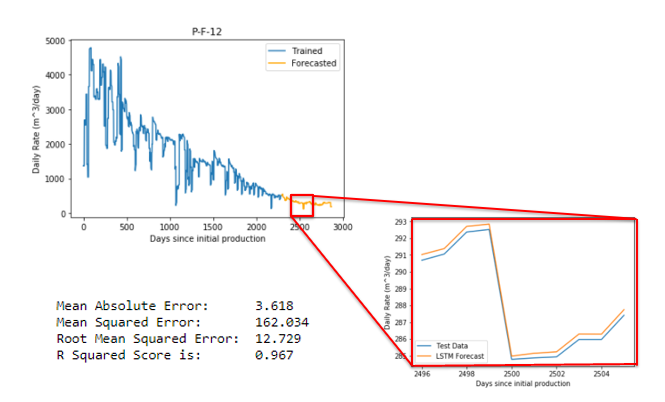 P-F-12
Daily Rate (m^3/day)
5000
4000
3000
2000
1000
0
Trained
Forecasted
0 500 1000 1500 2000 2500 3000
Days since initial production
Mean Absolute Error: 3.618
Mean Squared Error: 162.034
Root Mean Squared Error: 12.729
R Squared Score is: 0.967
Daily Rate (m^3/day)
293
292
291
290
289
288
287
286
285
Test Data
LSTM Forecast
2496 2498 2500 2502 2504
Days since initial production